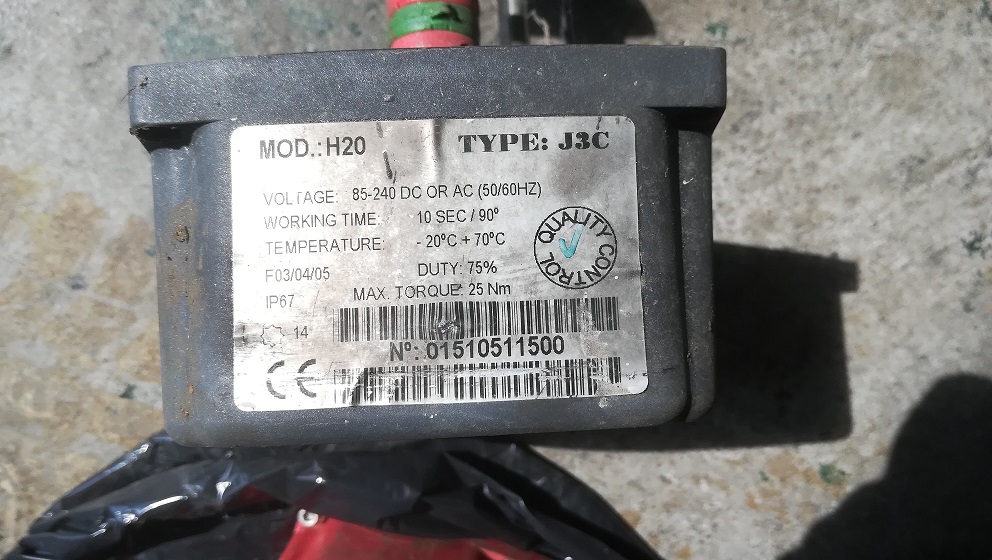 MOD.: H20 TYPE: J3C
VOLTAGE: 85-240 DC OR AC (50/60HZ)
WORKING TIME: 10 SEC / 90º
TEMPERATURE: - 20ºC + 70ºC
QUALITY CONTROL
F03/04/05 DUTY: 75%
IP67 MAX. TORQUE: 25 Nm
14
Nº: 01510511500
CE